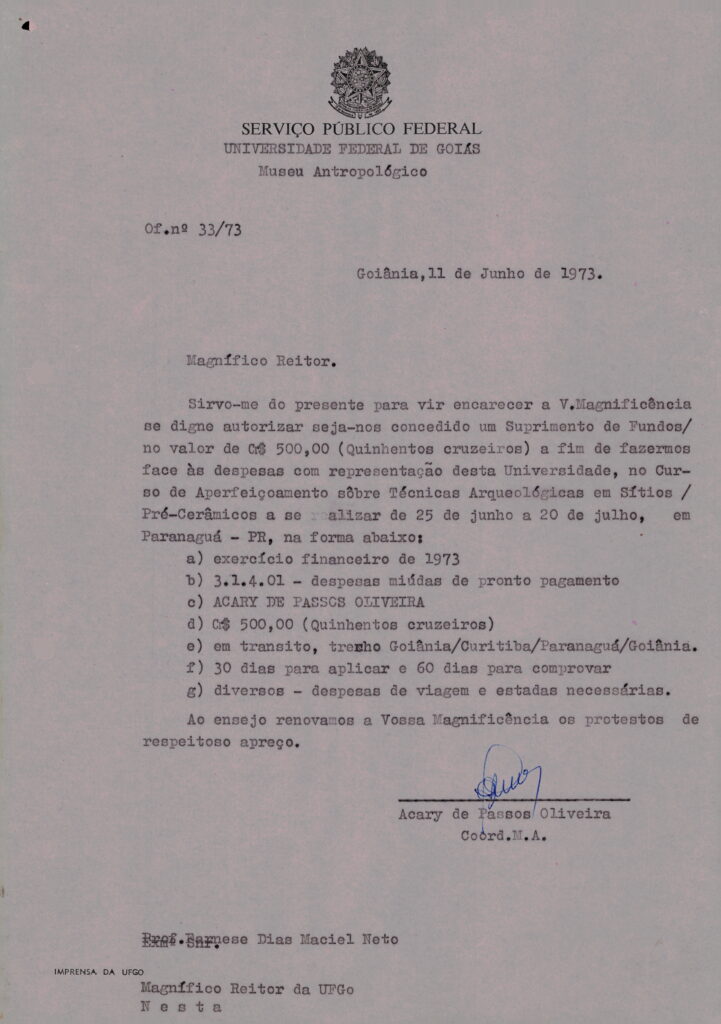 SERVIÇO PÚBLICO FEDERAL
UNIVERSIDADE FEDERAL DE GOIÁS
Museu Antropológico
Of.nº 33/73
Goiânia,11 de Junho de 1973.
Magnífico Reitor.
Sirvo-me do presente para vir encarecer a V.Magnificência
se digne autorizar seja-nos concedido um Suprimento de Fundos/
no valor de Cr$ 500,00 (Quinhentos cruzeiros) a fim de fazermos
face às despesas com representação desta Universidade, no Cur-
so de Aperfeiçoamento sôbre Técnicas Arqueológicas em Sítios /
Pré-Cerâmicos a se realizar de 25 de junho a 20 de julho, em
Paranaguá - PR, na forma abaixo:
a) exercício financeiro de 1973
b) 3.1.4.01 - despesas miúdas de pronto pagamento
c) ACARY DE PASSOS OLIVEIRA
d) Cr$ 500,00 (Quinhentos cruzeiros)
e) em transito, trecho Goiânia/Curitiba/Paranaguá/Goiânia.
f) 30 dias para aplicar e 60 dias para comprovar
g) diversos - despesas de viagem e estadas necessárias.
Ao ensejo renovamos a Vossa Magnificência os protestos de
respeitoso apreço.
Acary de Passos Oliveira
Coord.M.A.
Prof.Farnese Dias Maciel Neto
IMPRENSA DA UFGO
Magnífico Reitor da UFGo
N e s t a